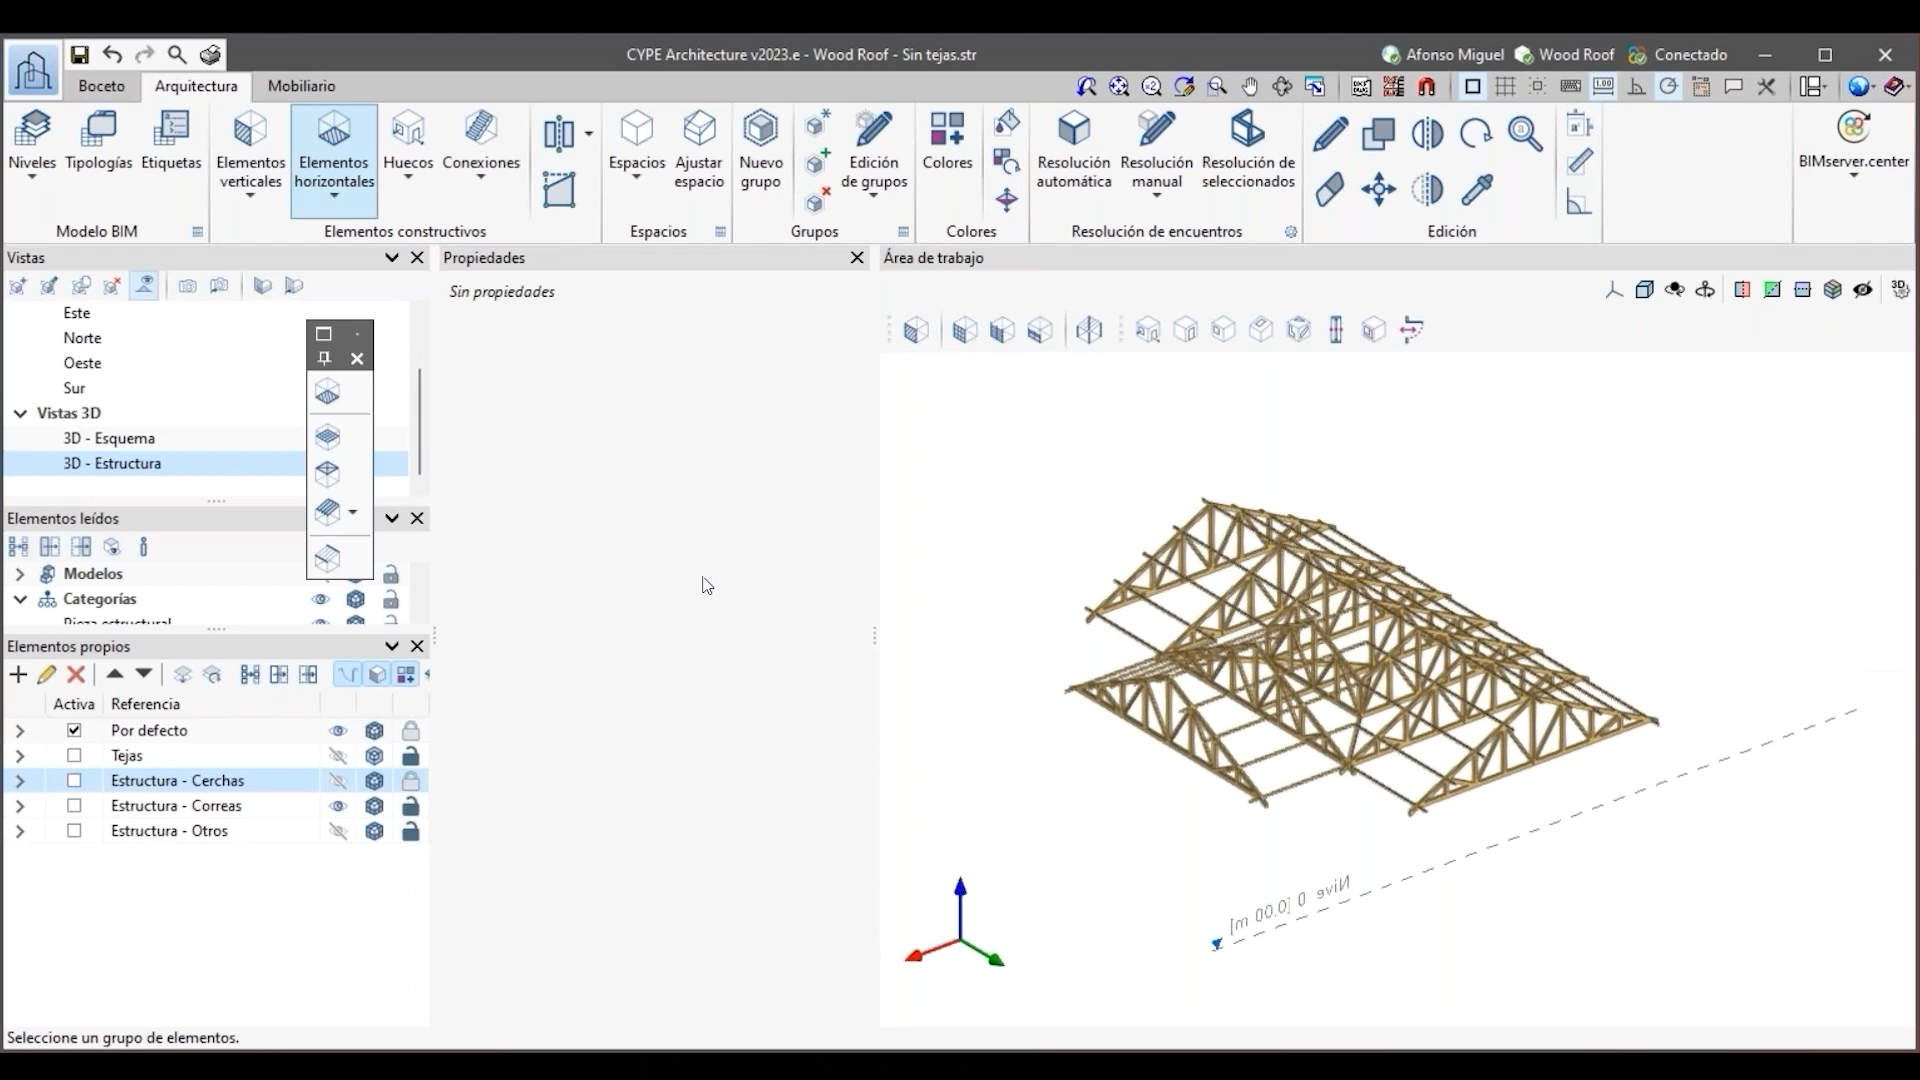 CYPE Architecture v2023.e - Wood Roof - Sin tejas.str
Afonso Miguel
Wood Roof
Conectado
Boceto
Arquitectura
Mobiliario
Niveles
Tipologías
Etiquetas
Elementos verticales
Elementos horizontales
Huecos
Conexiones
Espacios
Ajustar espacio
Nuevo grupo
Edición de grupos
Colores
Resolución automática
Resolución manual
Resolución de seleccionados
BIMserver.center
Modelo BIM
Elementos constructivos
Espacios
Grupos
Colores
Resolución de encuentros
Edición
Vistas
Este
Norte
Oeste
Sur
Vistas 3D
3D - Esquema
3D - Estructura
Elementos leídos
Modelos
Categorías
Pieza estructural
Elementos propios
Activa
Referencia
Por defecto
Tejas
Estructura - Cerchas
Estructura - Correas
Estructura - Otros
Propiedades
Sin propiedades
Área de trabajo
3D
Nive 0 [0.00 m]
Seleccione un grupo de elementos.